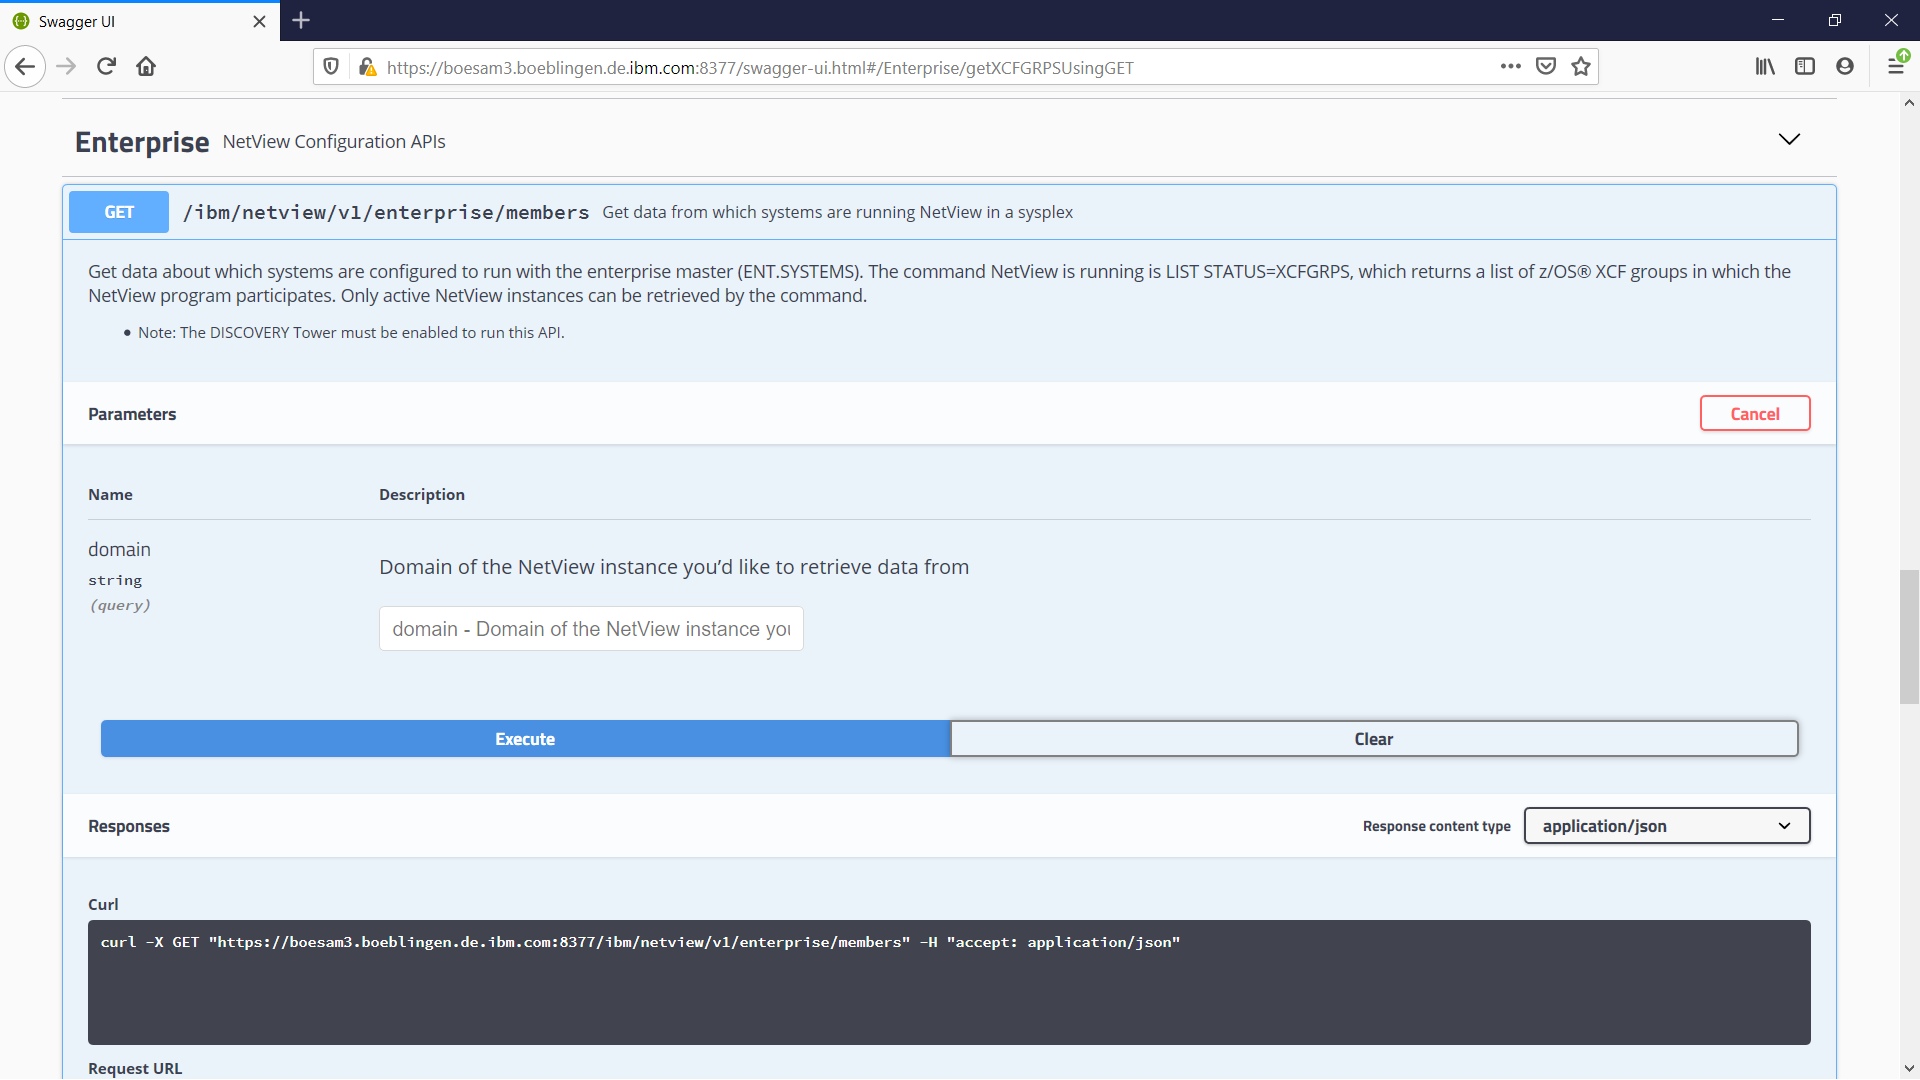 Swagger UI
https://boesam3.boeblingen.de.ibm.com:8377/swagger-ui.html#/Enterprise/getXCFGRPSUsingGET
Enterprise NetView Configuration APIs
GET /ibm/netview/v1/enterprise/members Get data from which systems are running NetView in a sysplex
Get data about which systems are configured to run with the enterprise master (ENT.SYSTEMS). The command NetView is running is LIST STATUS=XCFGRPS, which returns a list of z/OS® XCF groups in which the
NetView program participates. Only active NetView instances can be retrieved by the command.
• Note: The DISCOVERY Tower must be enabled to run this API.
Parameters Cancel
Name Description
domain
string
(query)
Domain of the NetView instance you’d like to retrieve data from
domain - Domain of the NetView instance you
Execute Clear
Responses Response content type application/json
Curl
curl -X GET "https://boesam3.boeblingen.de.ibm.com:8377/ibm/netview/v1/enterprise/members" -H "accept: application/json"
Request URL